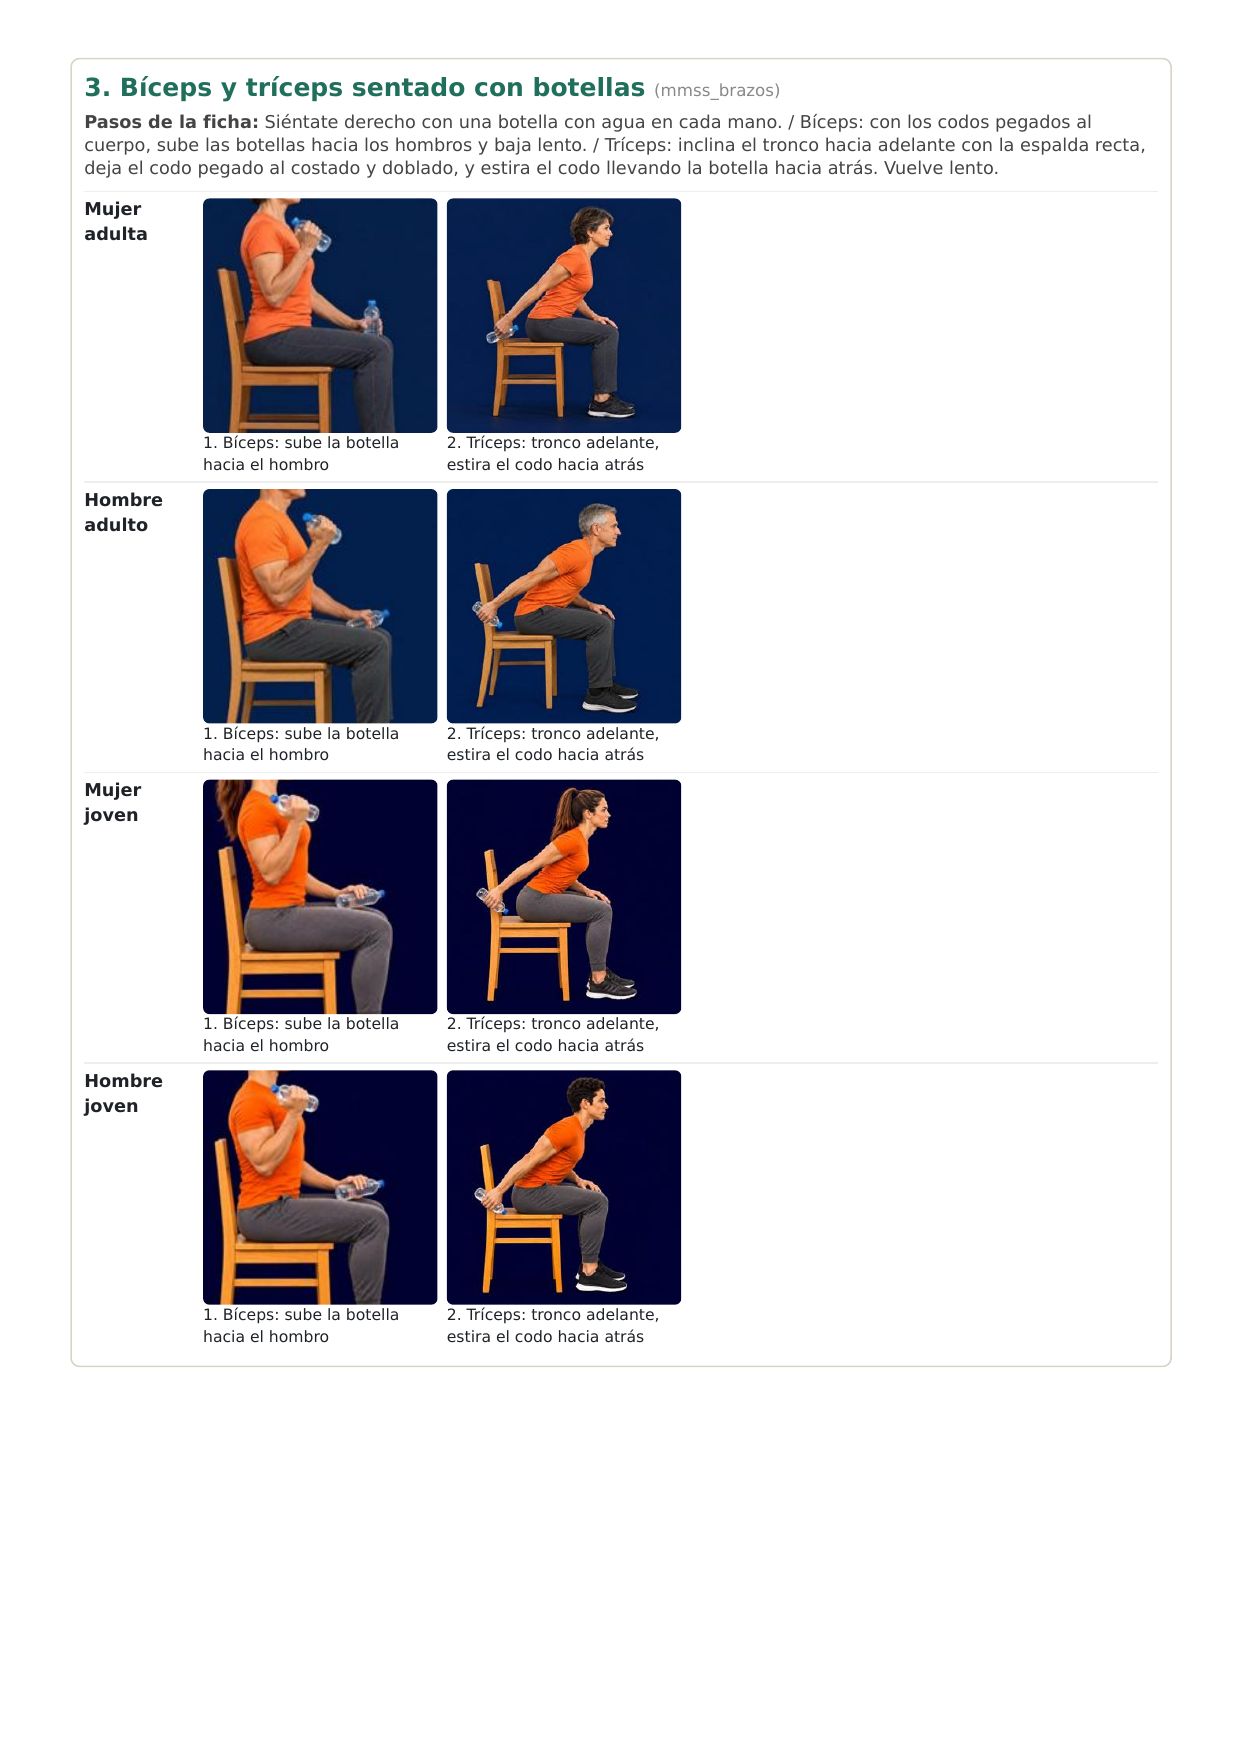 3. Bíceps y tríceps sentado con botellas (mmss_brazos)
Pasos de la ficha: Siéntate derecho con una botella con agua en cada mano. / Bíceps: con los codos pegados al
cuerpo, sube las botellas hacia los hombros y baja lento. / Tríceps: inclina el tronco hacia adelante con la espalda recta,
deja el codo pegado al costado y doblado, y estira el codo llevando la botella hacia atrás. Vuelve lento.
Mujer
adulta
1. Bíceps: sube la botella
hacia el hombro
2. Tríceps: tronco adelante,
estira el codo hacia atrás
Hombre
adulto
1. Bíceps: sube la botella
hacia el hombro
2. Tríceps: tronco adelante,
estira el codo hacia atrás
Mujer
joven
1. Bíceps: sube la botella
hacia el hombro
2. Tríceps: tronco adelante,
estira el codo hacia atrás
Hombre
joven
1. Bíceps: sube la botella
hacia el hombro
2. Tríceps: tronco adelante,
estira el codo hacia atrás